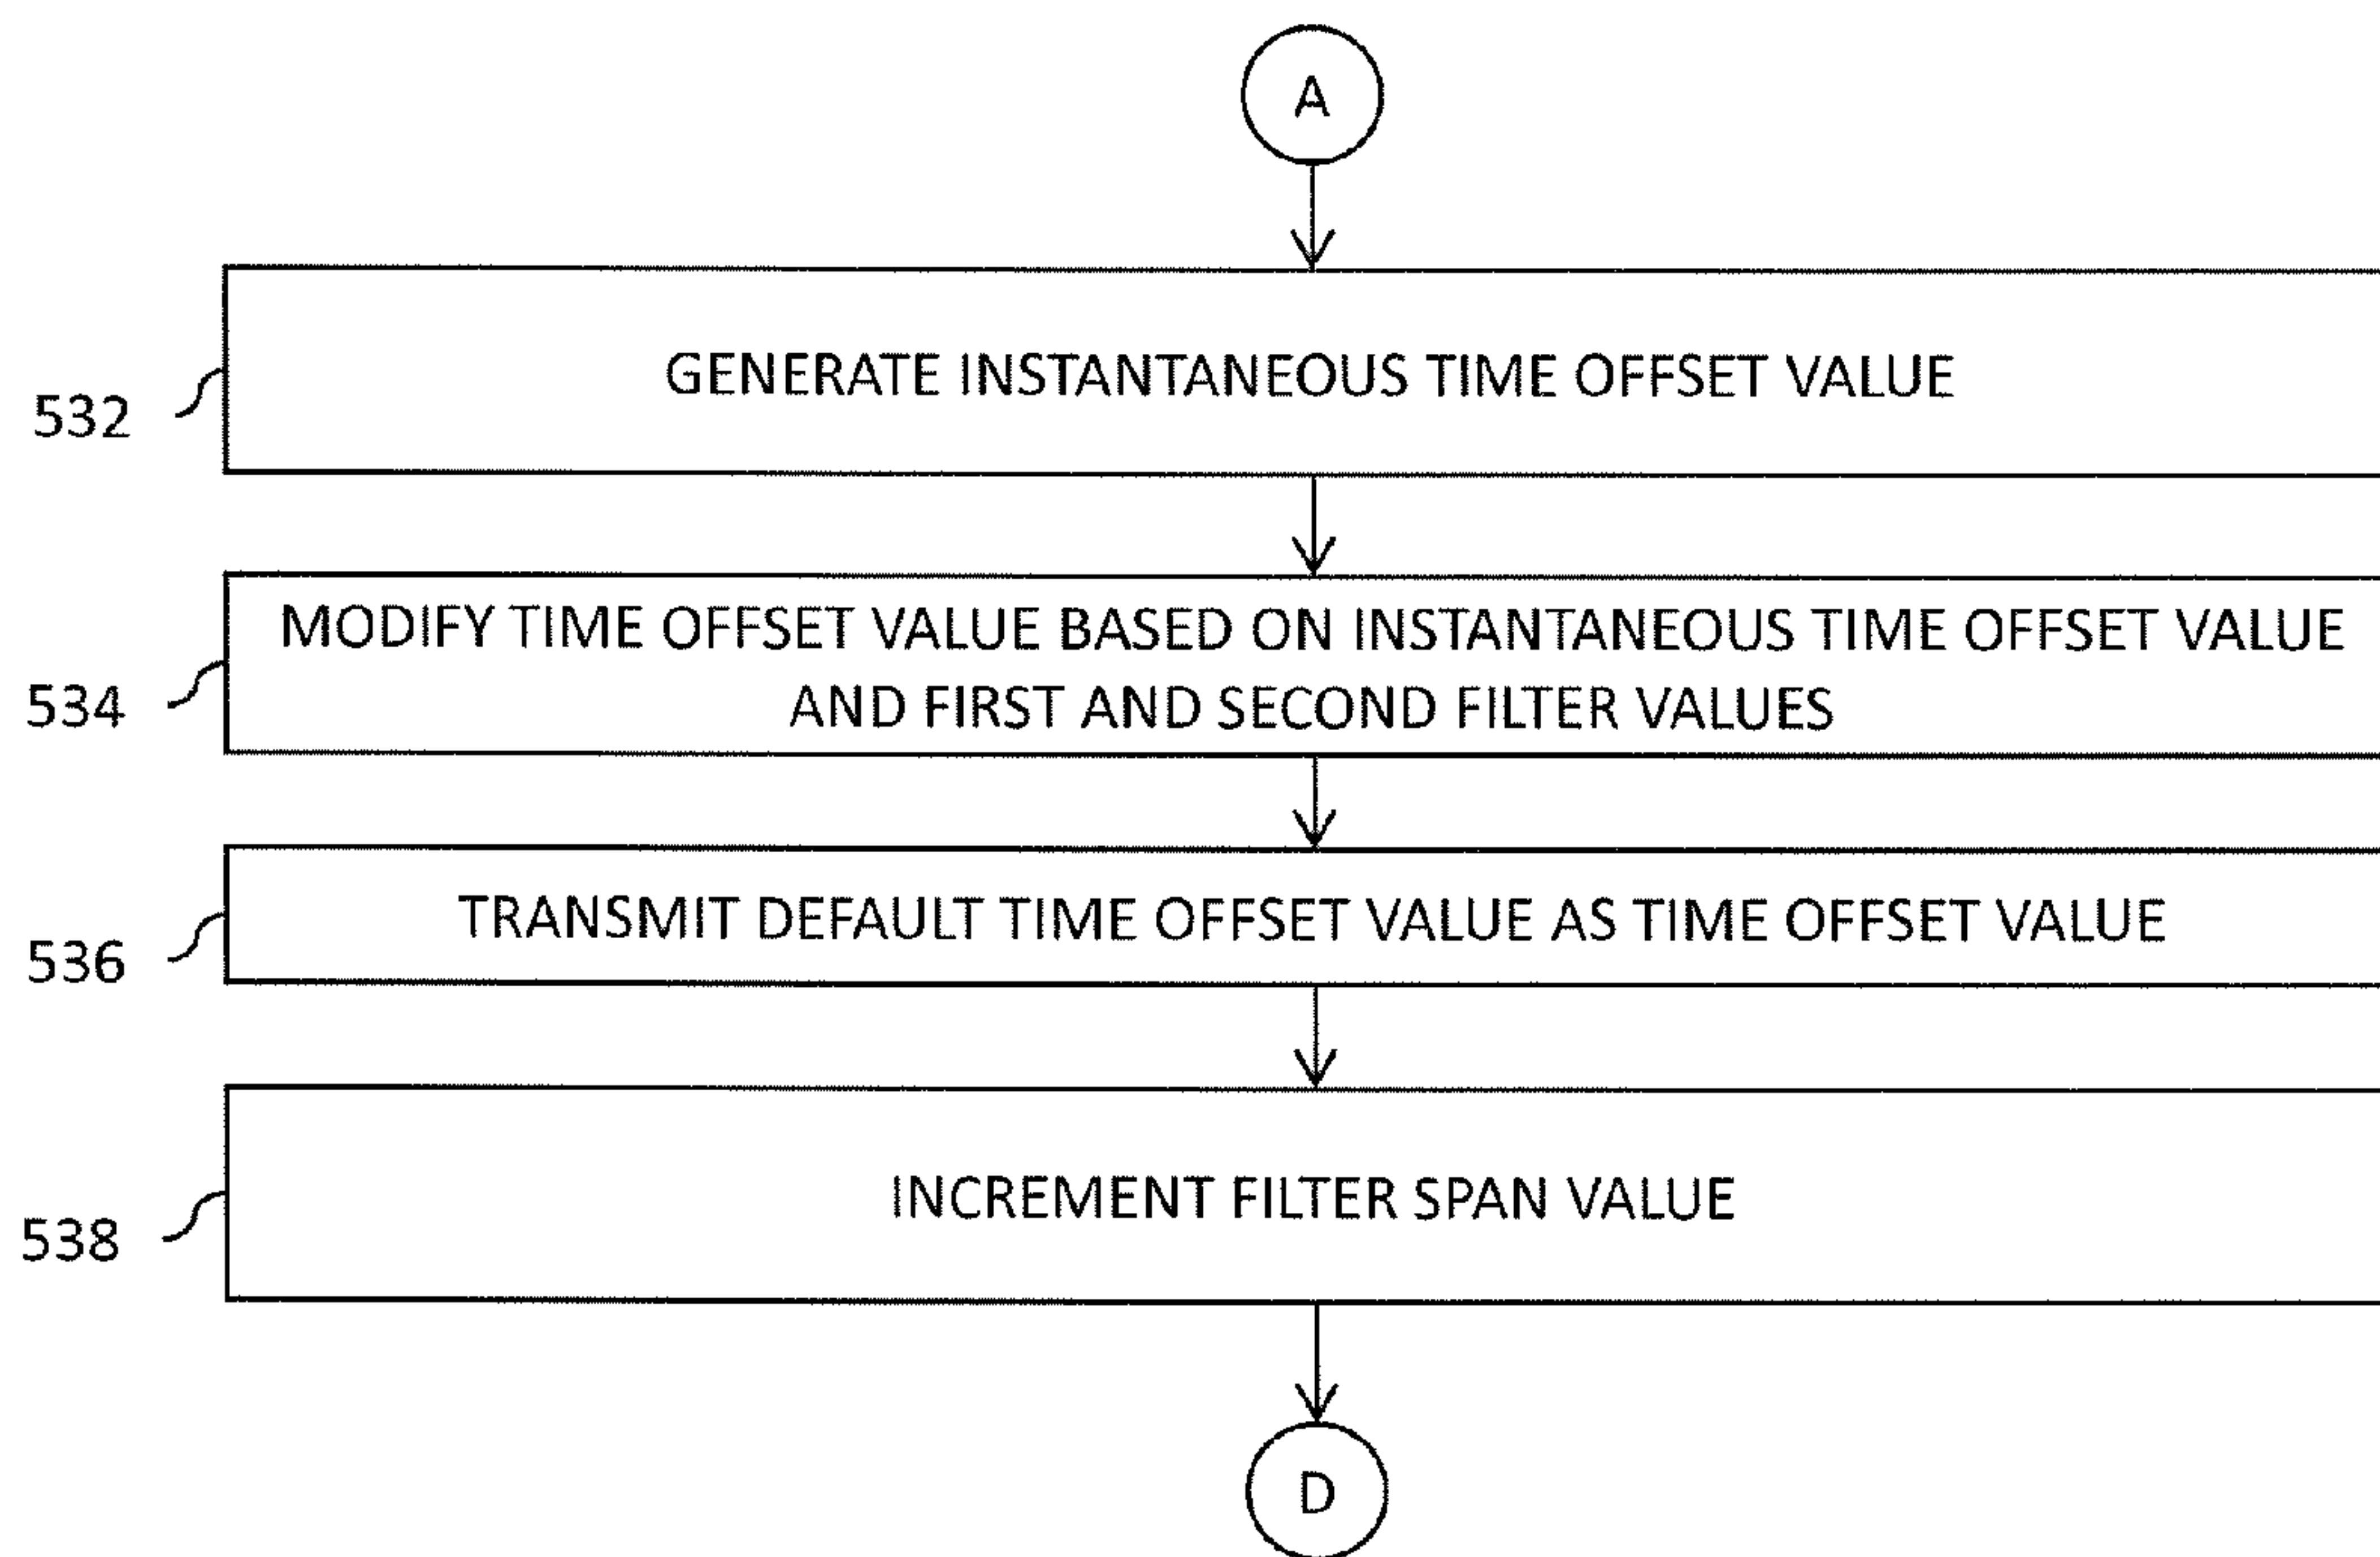 A
GENERATE INSTANTANEOUS TIME OFFSET VALUE
532
MODIFY TIME OFFSET VALUE BASED ON INSTANTANEOUS TIME OFFSET VALUE
AND FIRST AND SECOND FILTER VALUES
534
TRANSMIT DEFAULT TIME OFFSET VALUE AS TIME OFFSET VALUE
536
INCREMENT FILTER SPAN VALUE
538
D